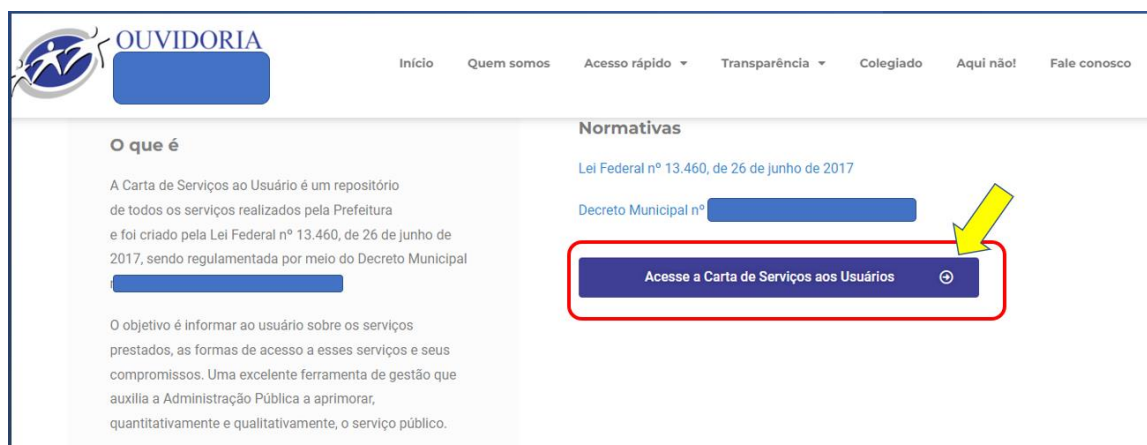 OUVIDORIA
Início Quem somos Acesso rápido Transparência Colegiado Aqui não! Fale conosco
O que é
A Carta de Serviços ao Usuário é um repositório
de todos os serviços realizados pela Prefeitura
e foi criado pela Lei Federal nº 13.460, de 26 de junho de
2017, sendo regulamentada por meio do Decreto Municipal
O objetivo é informar ao usuário sobre os serviços
prestados, as formas de acesso a esses serviços e seus
compromissos. Uma excelente ferramenta de gestão que
auxilia a Administração Pública a aprimorar,
quantitativamente e qualitativamente, o serviço público.
Normativas
Lei Federal nº 13.460, de 26 de junho de 2017
Decreto Municipal nº
Acesse a Carta de Serviços aos Usuários